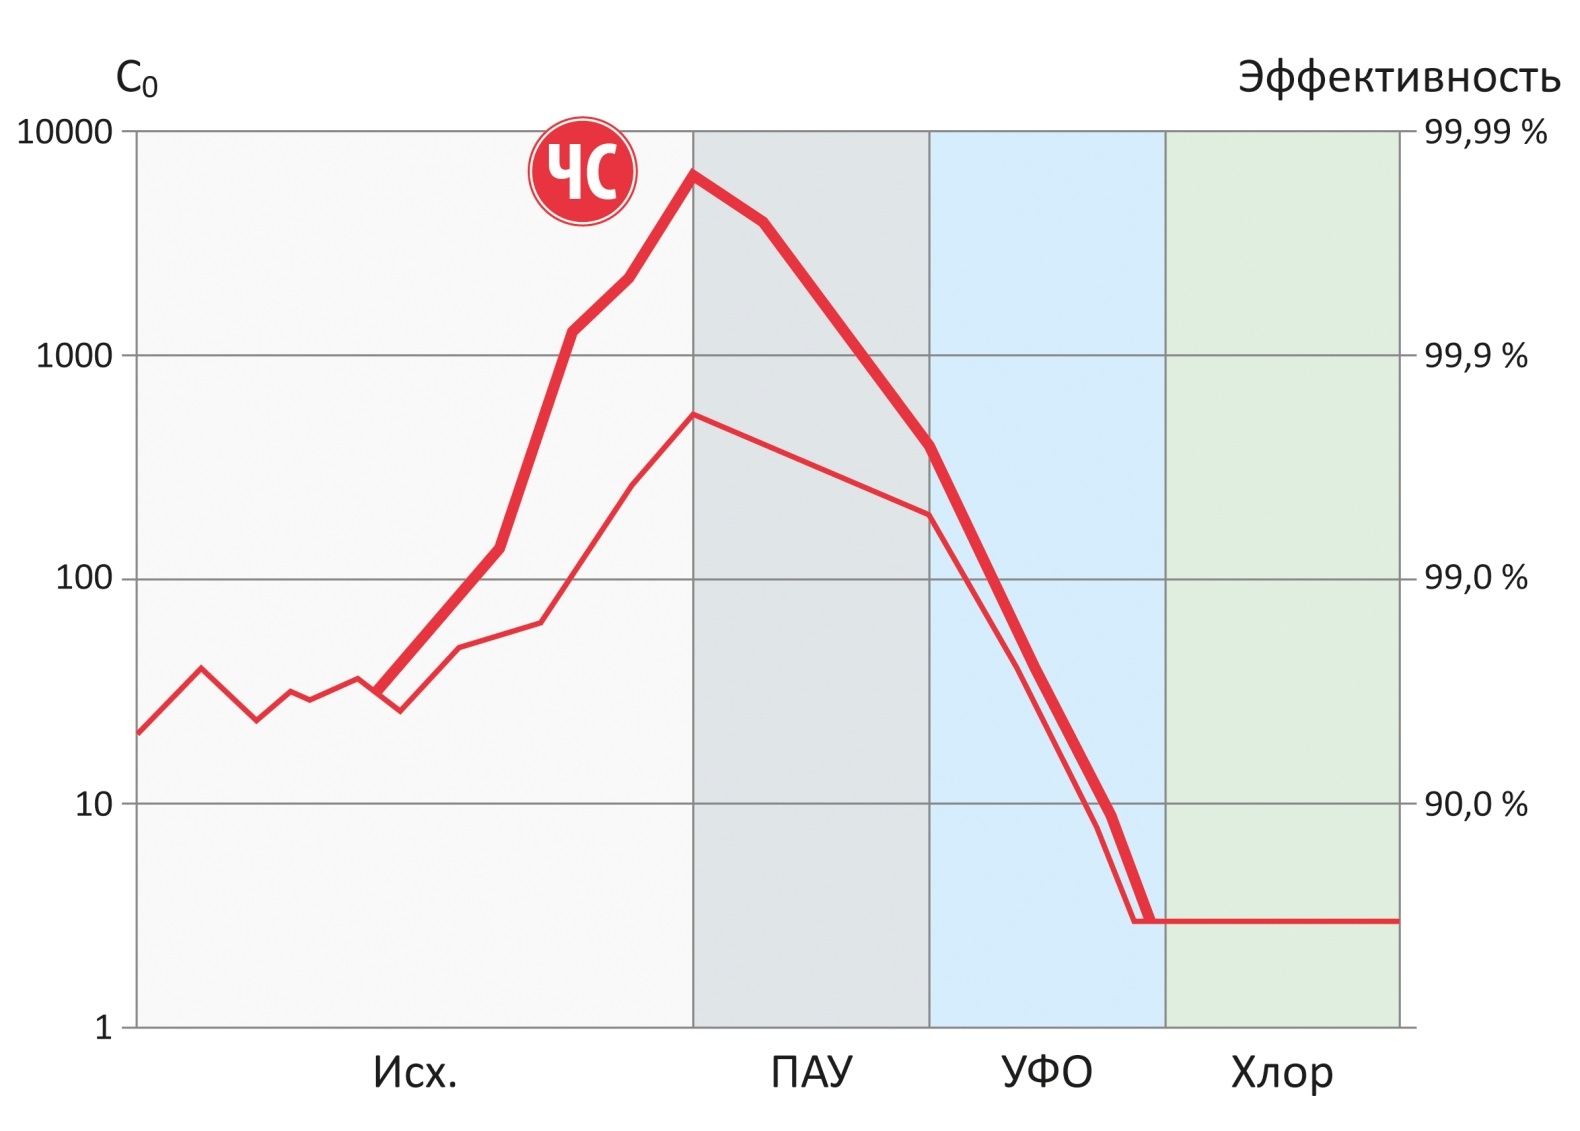 C₀
Эффективность
ЧС
10000
99,99 %
1000
99,9 %
100
99,0 %
10
90,0 %
1
Исх.
ПАУ
УФО
Хлор